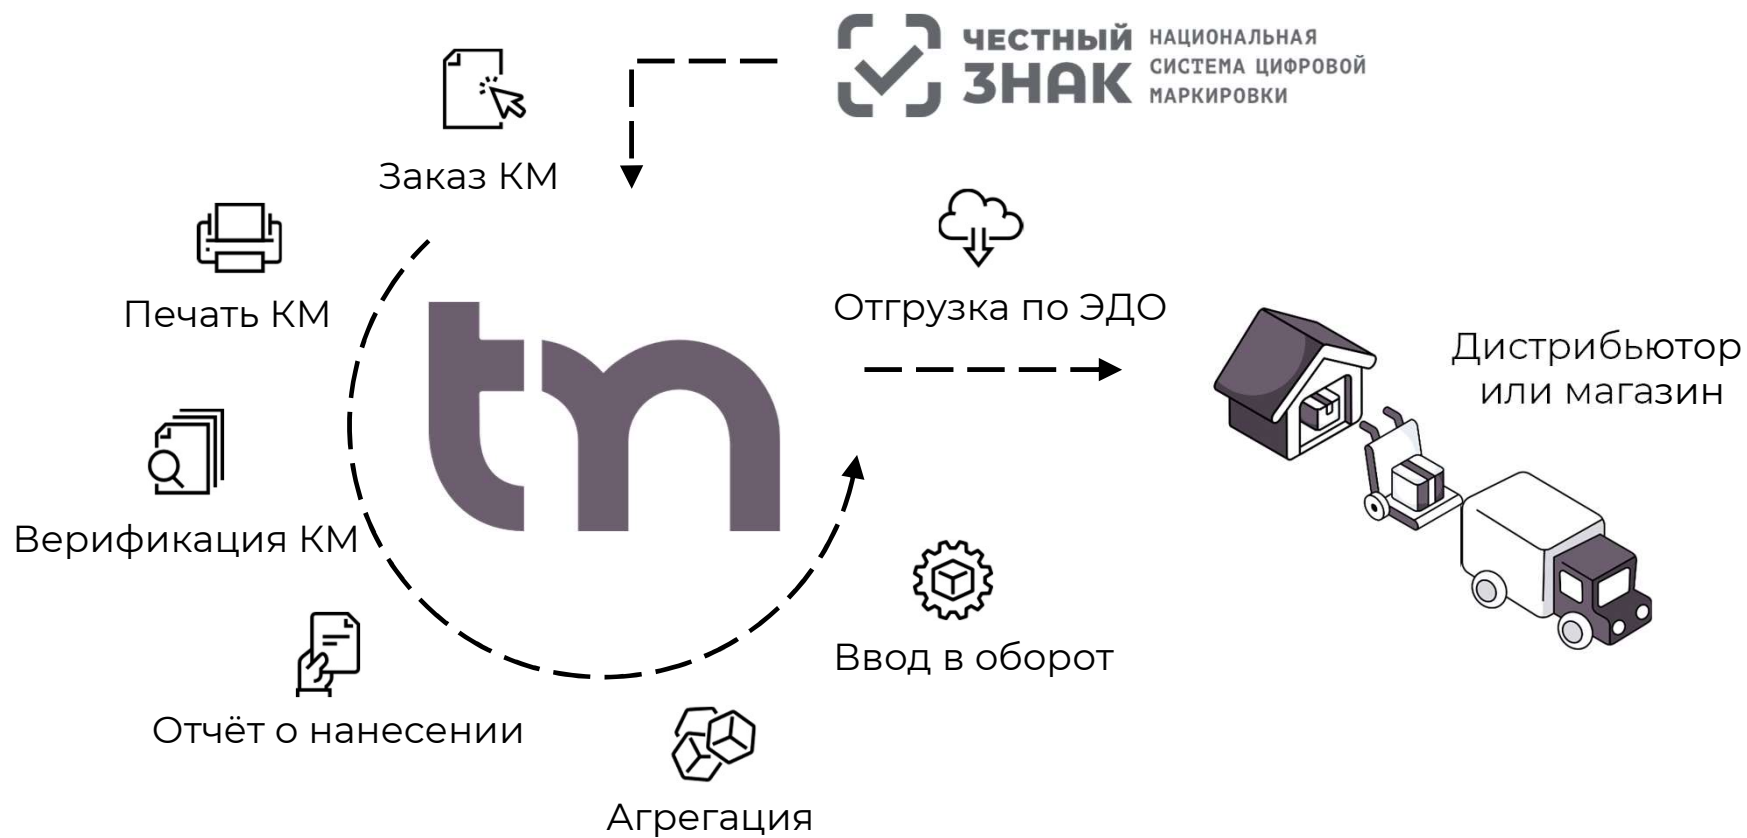 ЧЕСТНЫЙ
ЗНАК
НАЦИОНАЛЬНАЯ
СИСТЕМА ЦИФРОВОЙ
МАРКИРОВКИ
Заказ КМ
Печать КМ
Верификация КМ
Отчёт о нанесении
Агрегация
Ввод в оборот
Отгрузка по ЭДО
tm
Дистрибьютор
или магазин